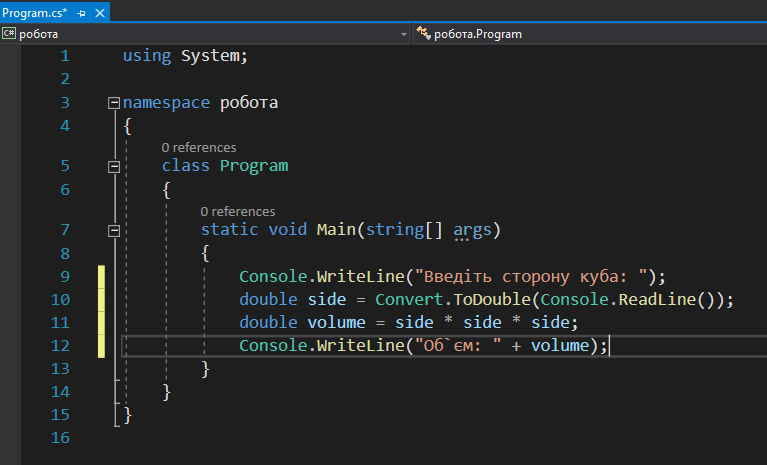 Program.cs*
C# робота
робота.Program
1 using System;
2
3 namespace робота
4 {
0 references
5 class Program
6 {
0 references
7 static void Main(string[] args)
8 {
9 Console.WriteLine("Введіть сторону куба: ");
10 double side = Convert.ToDouble(Console.ReadLine());
11 double volume = side * side * side;
12 Console.WriteLine("Об`єм: " + volume);
13 }
14 }
15 }
16